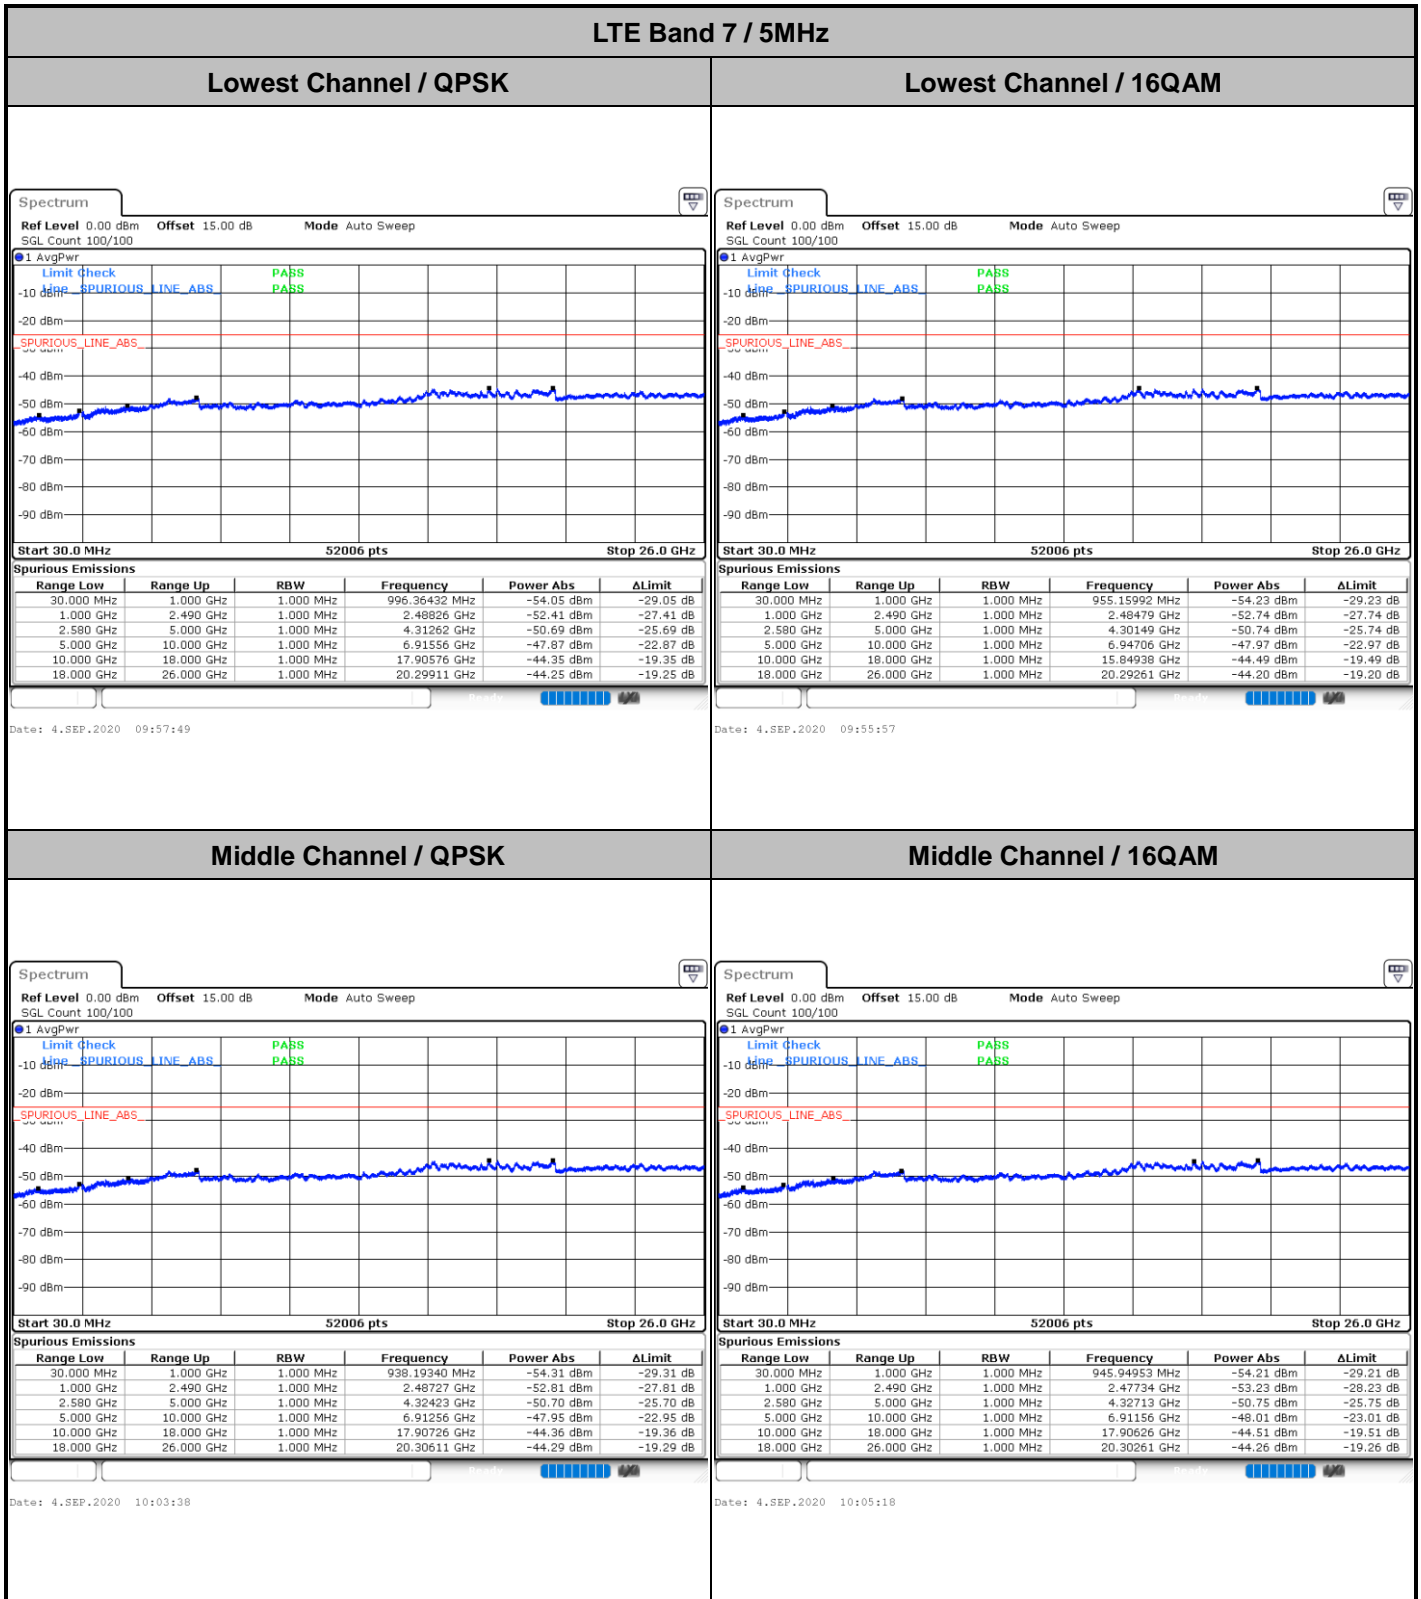 LTE Band 7 / 5MHz
Lowest Channel / QPSK
Lowest Channel / 16QAM
Spectrum
Ref Level 0.00 dBm Offset 15.00 dB Mode Auto Sweep
SGL Count 100/100
1 AvgPwr
Limit Check PASS
Line _SPURIOUS_LINE_ABS_ PASS
-10 dBm
-20 dBm
_SPURIOUS_LINE_ABS_
-30 dBm
-40 dBm
-50 dBm
-60 dBm
-70 dBm
-80 dBm
-90 dBm
Start 30.0 MHz 52006 pts Stop 26.0 GHz
Spurious Emissions
Range Low Range Up RBW Frequency Power Abs ΔLimit
30.000 MHz 1.000 GHz 1.000 MHz 996.36432 MHz -54.05 dBm -29.05 dB
1.000 GHz 2.490 GHz 1.000 MHz 2.48826 GHz -52.41 dBm -27.41 dB
2.580 GHz 5.000 GHz 1.000 MHz 4.31262 GHz -50.69 dBm -25.69 dB
5.000 GHz 10.000 GHz 1.000 MHz 6.91556 GHz -47.87 dBm -22.87 dB
10.000 GHz 18.000 GHz 1.000 MHz 17.90576 GHz -44.35 dBm -19.35 dB
18.000 GHz 26.000 GHz 1.000 MHz 20.29911 GHz -44.25 dBm -19.25 dB
Ready
Date: 4.SEP.2020 09:57:49
Spectrum
Ref Level 0.00 dBm Offset 15.00 dB Mode Auto Sweep
SGL Count 100/100
1 AvgPwr
Limit Check PASS
Line _SPURIOUS_LINE_ABS_ PASS
-10 dBm
-20 dBm
_SPURIOUS_LINE_ABS_
-30 dBm
-40 dBm
-50 dBm
-60 dBm
-70 dBm
-80 dBm
-90 dBm
Start 30.0 MHz 52006 pts Stop 26.0 GHz
Spurious Emissions
Range Low Range Up RBW Frequency Power Abs ΔLimit
30.000 MHz 1.000 GHz 1.000 MHz 955.15992 MHz -54.23 dBm -29.23 dB
1.000 GHz 2.490 GHz 1.000 MHz 2.48479 GHz -52.74 dBm -27.74 dB
2.580 GHz 5.000 GHz 1.000 MHz 4.30149 GHz -50.74 dBm -25.74 dB
5.000 GHz 10.000 GHz 1.000 MHz 6.94706 GHz -47.97 dBm -22.97 dB
10.000 GHz 18.000 GHz 1.000 MHz 15.84938 GHz -44.49 dBm -19.49 dB
18.000 GHz 26.000 GHz 1.000 MHz 20.29261 GHz -44.20 dBm -19.20 dB
Ready
Date: 4.SEP.2020 09:55:57
Middle Channel / QPSK
Middle Channel / 16QAM
Spectrum
Ref Level 0.00 dBm Offset 15.00 dB Mode Auto Sweep
SGL Count 100/100
1 AvgPwr
Limit Check PASS
Line _SPURIOUS_LINE_ABS_ PASS
-10 dBm
-20 dBm
_SPURIOUS_LINE_ABS_
-30 dBm
-40 dBm
-50 dBm
-60 dBm
-70 dBm
-80 dBm
-90 dBm
Start 30.0 MHz 52006 pts Stop 26.0 GHz
Spurious Emissions
Range Low Range Up RBW Frequency Power Abs ΔLimit
30.000 MHz 1.000 GHz 1.000 MHz 938.19340 MHz -54.31 dBm -29.31 dB
1.000 GHz 2.490 GHz 1.000 MHz 2.48727 GHz -52.81 dBm -27.81 dB
2.580 GHz 5.000 GHz 1.000 MHz 4.32423 GHz -50.70 dBm -25.70 dB
5.000 GHz 10.000 GHz 1.000 MHz 6.91256 GHz -47.95 dBm -22.95 dB
10.000 GHz 18.000 GHz 1.000 MHz 17.90726 GHz -44.36 dBm -19.36 dB
18.000 GHz 26.000 GHz 1.000 MHz 20.30611 GHz -44.29 dBm -19.29 dB
Ready
Date: 4.SEP.2020 10:03:38
Spectrum
Ref Level 0.00 dBm Offset 15.00 dB Mode Auto Sweep
SGL Count 100/100
1 AvgPwr
Limit Check PASS
Line _SPURIOUS_LINE_ABS_ PASS
-10 dBm
-20 dBm
_SPURIOUS_LINE_ABS_
-30 dBm
-40 dBm
-50 dBm
-60 dBm
-70 dBm
-80 dBm
-90 dBm
Start 30.0 MHz 52006 pts Stop 26.0 GHz
Spurious Emissions
Range Low Range Up RBW Frequency Power Abs ΔLimit
30.000 MHz 1.000 GHz 1.000 MHz 945.94953 MHz -54.21 dBm -29.21 dB
1.000 GHz 2.490 GHz 1.000 MHz 2.47734 GHz -53.23 dBm -28.23 dB
2.580 GHz 5.000 GHz 1.000 MHz 4.32713 GHz -50.75 dBm -25.75 dB
5.000 GHz 10.000 GHz 1.000 MHz 6.91156 GHz -48.01 dBm -23.01 dB
10.000 GHz 18.000 GHz 1.000 MHz 17.90626 GHz -44.51 dBm -19.51 dB
18.000 GHz 26.000 GHz 1.000 MHz 20.30261 GHz -44.26 dBm -19.26 dB
Ready
Date: 4.SEP.2020 10:05:18